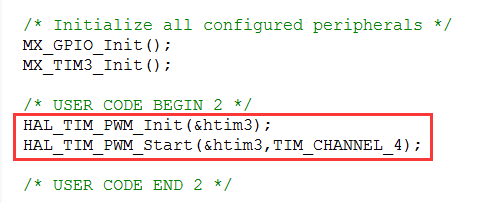 /* Initialize all configured peripherals */
MX_GPIO_Init();
MX_TIM3_Init();
/* USER CODE BEGIN 2 */
HAL_TIM_PWM_Init(&htim3);
HAL_TIM_PWM_Start(&htim3,TIM_CHANNEL_4);
/* USER CODE END 2 */